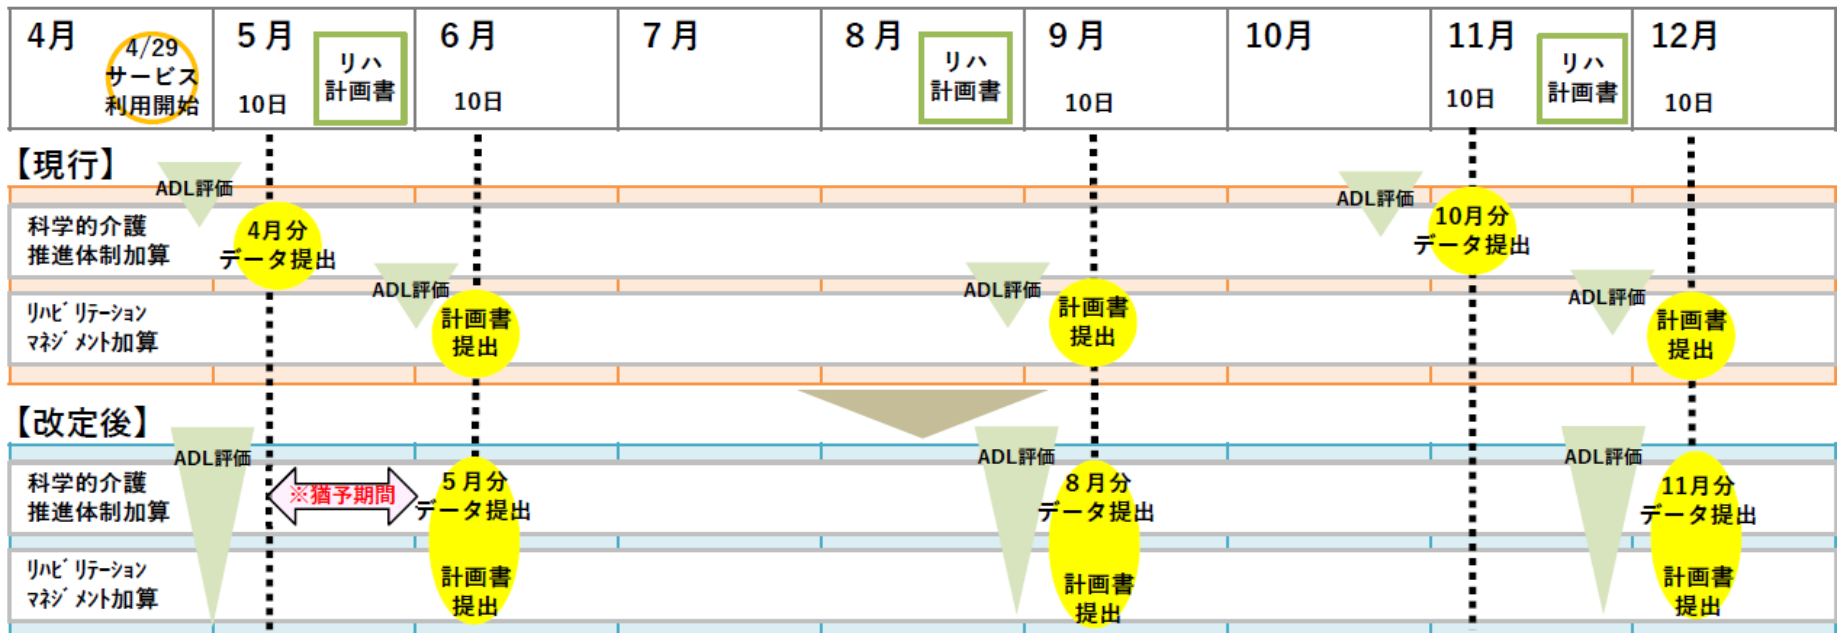 4月
4/29
サービス
利用開始
5月
10日
リハ
計画書
6月
10日
7月
8月
リハ
計画書
9月
10日
10月
11月
10日
リハ
計画書
12月
10日
【現行】
ADL評価
ADL評価
科学的介護
推進体制加算
4月分
データ提出
10月分
データ提出
ADL評価
ADL評価
ADL評価
リハビリテーション
マネジメント加算
計画書
提出
計画書
提出
計画書
提出
【改定後】
ADL評価
ADL評価
ADL評価
科学的介護
推進体制加算
※猶予期間
5月分
データ提出
8月分
データ提出
11月分
データ提出
リハビリテーション
マネジメント加算
計画書
提出
計画書
提出
計画書
提出